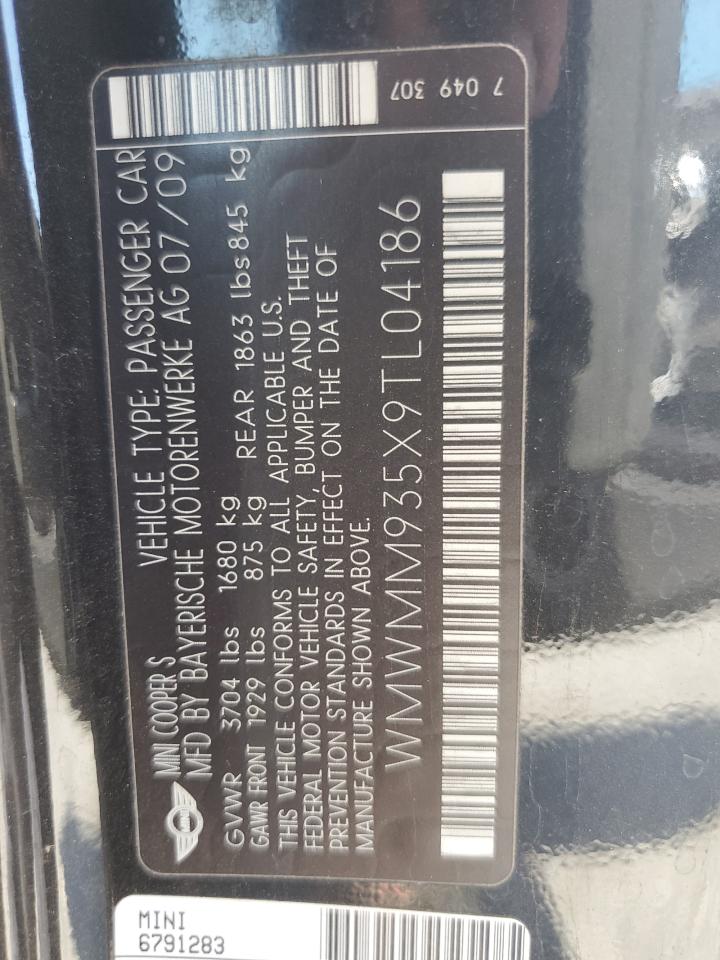 MINI
MINI COOPER S VEHICLE TYPE: PASSENGER CAR
MFD BY BAYERISCHE MOTORENWERKE AG 07/09
GVWR 3704 lbs 1680 kg
GAWR FRONT 1929 lbs 875 kg REAR 1863 lbs 845 kg
THIS VEHICLE CONFORMS TO ALL APPLICABLE U.S.
FEDERAL MOTOR VEHICLE SAFETY, BUMPER AND THEFT
PREVENTION STANDARDS IN EFFECT ON THE DATE OF
MANUFACTURE SHOWN ABOVE.
WMWMM935X9TL04186
7 049 307
MINI
6791283